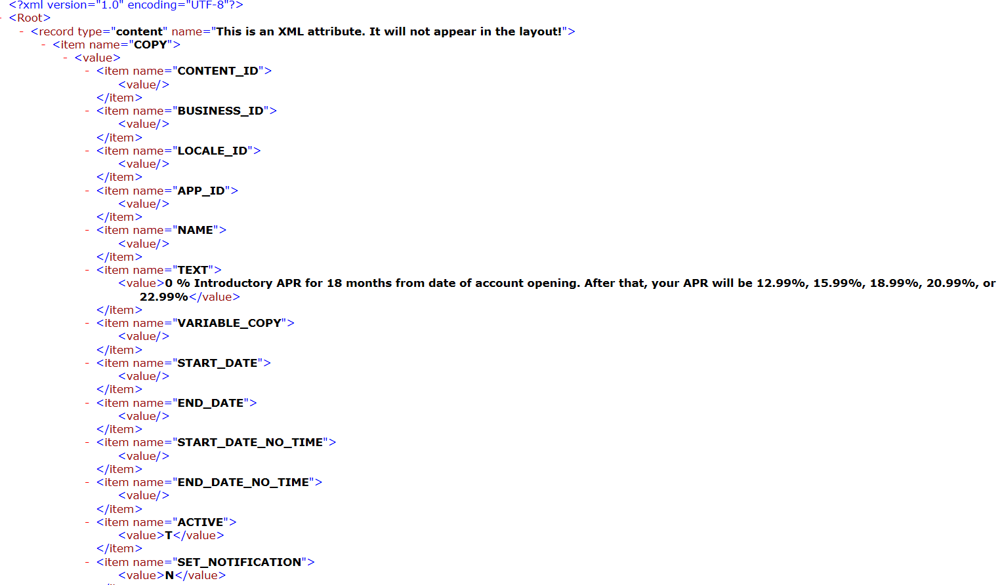 <?xml version="1.0" encoding="UTF-8"?>
- <Root>
- <record type="content" name="This is an XML attribute. It will not appear in the layout!">
- <item name="COPY">
- <value>
- <item name="CONTENT_ID">
<value/>
</item>
- <item name="BUSINESS_ID">
<value/>
</item>
- <item name="LOCALE_ID">
<value/>
</item>
- <item name="APP_ID">
<value/>
</item>
- <item name="NAME">
<value/>
</item>
- <item name="TEXT">
<value>0 % Introductory APR for 18 months from date of account opening. After that, your APR will be 12.99%, 15.99%, 18.99%, 20.99%, or
22.99%</value>
</item>
- <item name="VARIABLE_COPY">
<value/>
</item>
- <item name="START_DATE">
<value/>
</item>
- <item name="END_DATE">
<value/>
</item>
- <item name="START_DATE_NO_TIME">
<value/>
</item>
- <item name="END_DATE_NO_TIME">
<value/>
</item>
- <item name="ACTIVE">
<value>T</value>
</item>
- <item name="SET_NOTIFICATION">
<value>N</value>